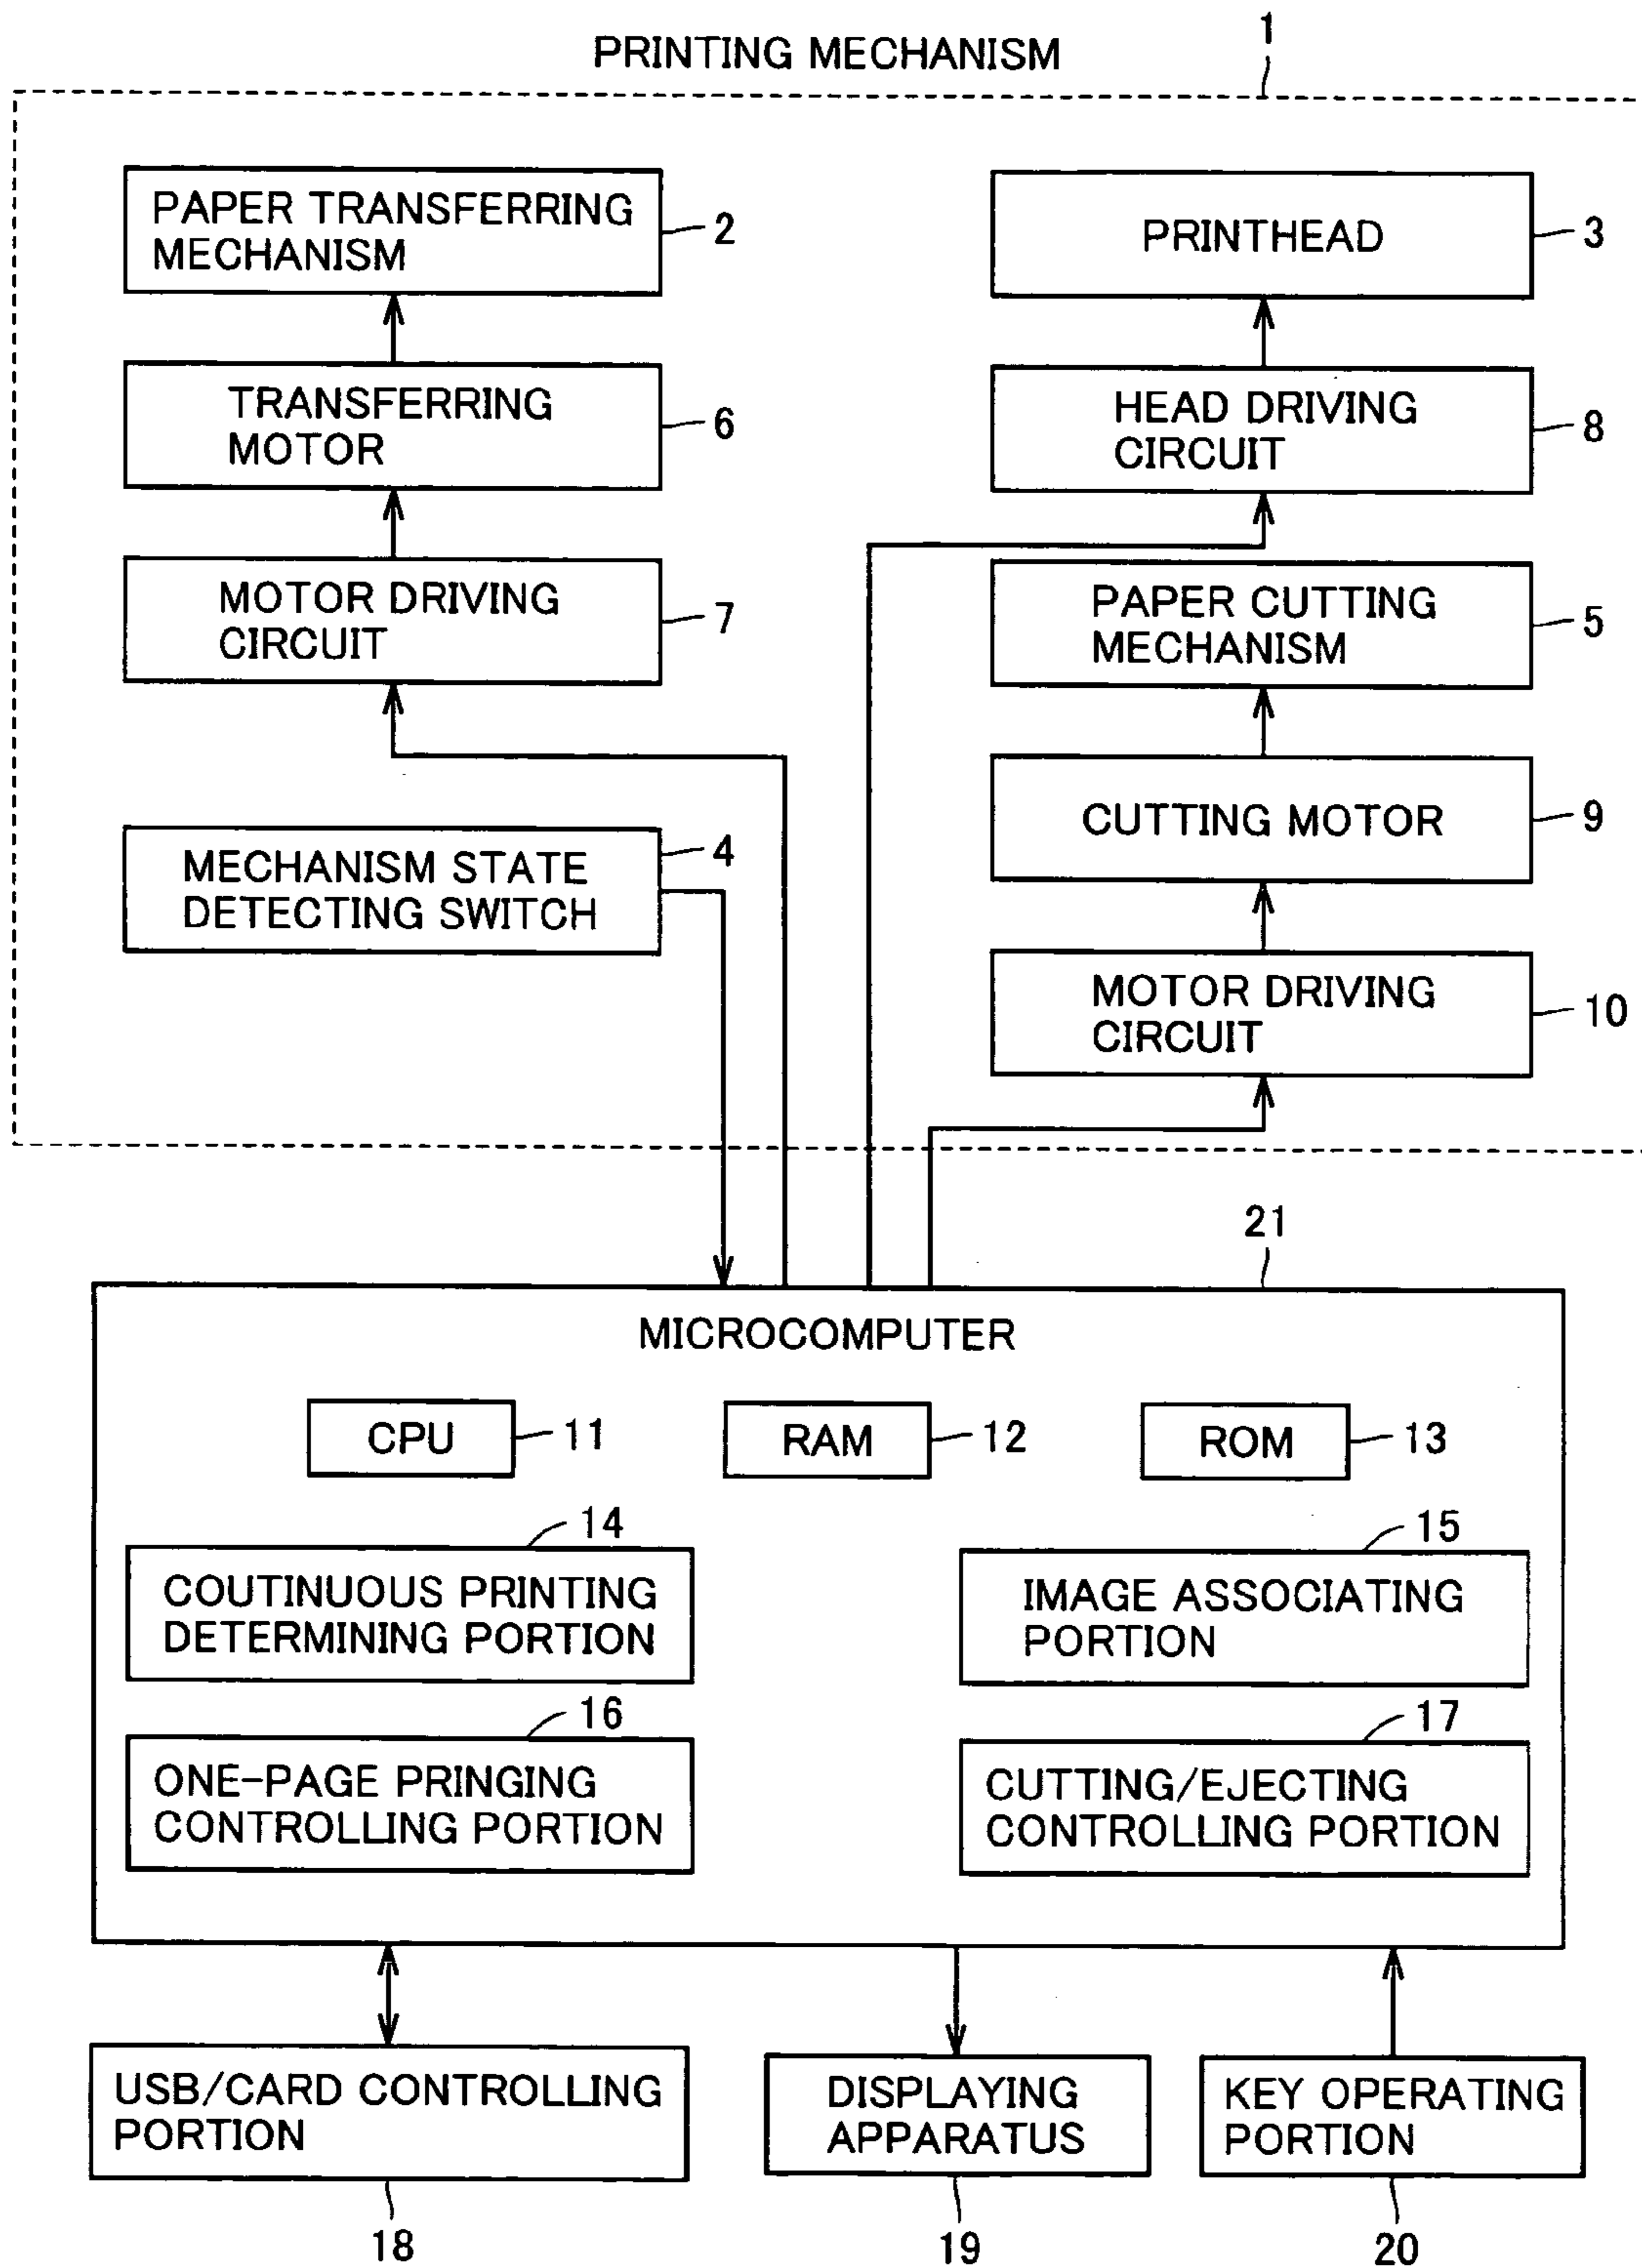 1
PRINTING MECHANISM
PAPER TRANSFERRING
MECHANISM
2
PRINTHEAD
3
TRANSFERRING
MOTOR
6
HEAD DRIVING
CIRCUIT
8
MOTOR DRIVING
CIRCUIT
7
PAPER CUTTING
MECHANISM
5
CUTTING MOTOR
9
MECHANISM STATE
DETECTING SWITCH
4
MOTOR DRIVING
CIRCUIT
10
21
MICROCOMPUTER
CPU
11
RAM
12
ROM
13
14
COUTINUOUS PRINTING
DETERMINING PORTION
15
IMAGE ASSOCIATING
PORTION
16
ONE-PAGE PRINGING
CONTROLLING PORTION
17
CUTTING/EJECTING
CONTROLLING PORTION
USB/CARD CONTROLLING
PORTION
18
DISPLAYING
APPARATUS
19
KEY OPERATING
PORTION
20